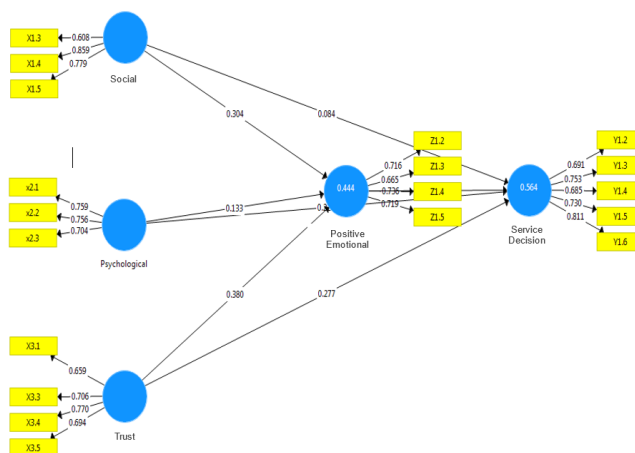 X1.3
0.608
X1.4
0.859
0.779
X1.5
Social
0.304
0.084
Z1.2
0.716
Z1.3
0.665
0.444
0.736
Z1.4
0.719
Z1.5
Positive
Emotional
0.564
Service
Decision
Y1.2
0.691
Y1.3
0.753
0.685
Y1.4
0.730
Y1.5
0.811
Y1.6
x2.1
0.759
x2.2
0.756
x2.3
0.704
Psychological
0.133
0.380
0.277
X3.1
0.659
X3.3
0.706
0.770
X3.4
0.694
X3.5
Trust